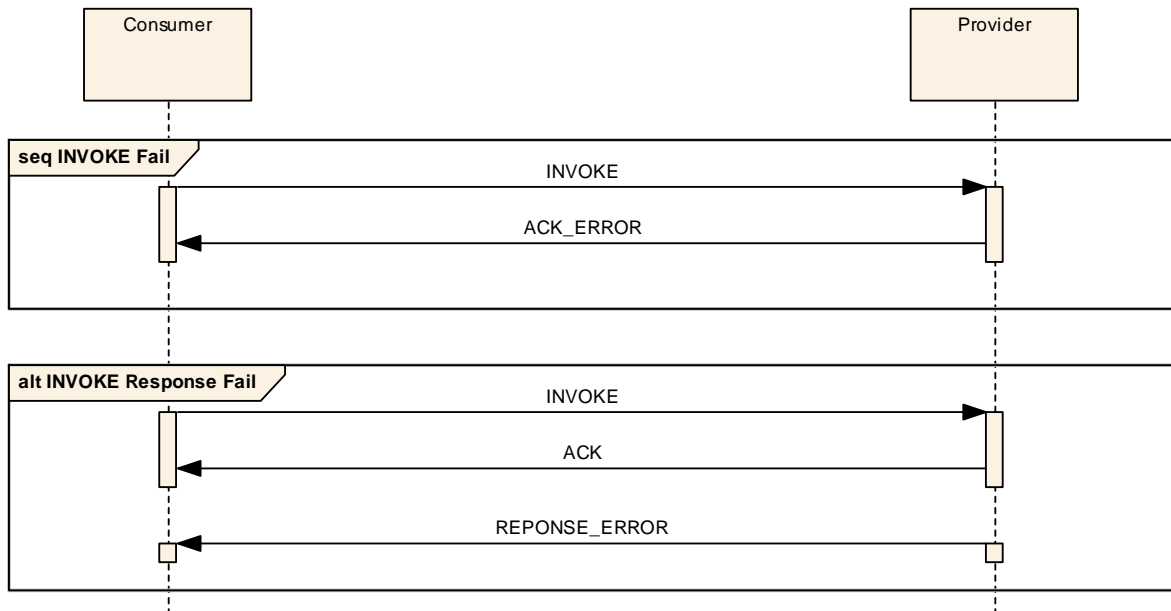 Consumer
Provider
seq INVOKE Fail
INVOKE
ACK_ERROR
alt INVOKE Response Fail
INVOKE
ACK
REPONSE_ERROR